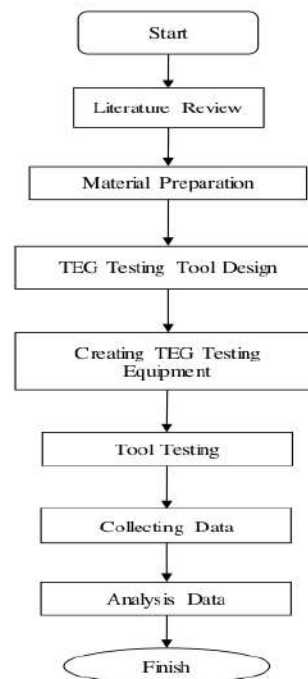 Start
Literature Review
Material Preparation
TEG Testing Tool Design
Creating TEG Testing
Equipment
Tool Testing
Collecting Data
Analysis Data
Finish